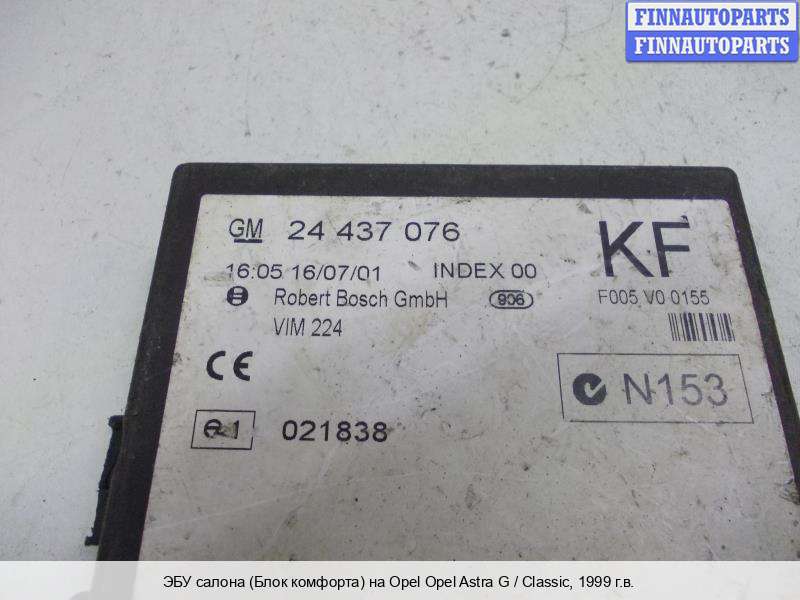 FINNAUTOPARTS
FINNAUTOPARTS
GM 24 437 076 KF
16:05 16/07/01 INDEX 00
Robert Bosch GmbH 906 F005 V0 0155
VIM 224
CE
N153
e1 021838
ЭБУ салона (Блок комфорта) на Opel Opel Astra G / Classic, 1999 г.в.